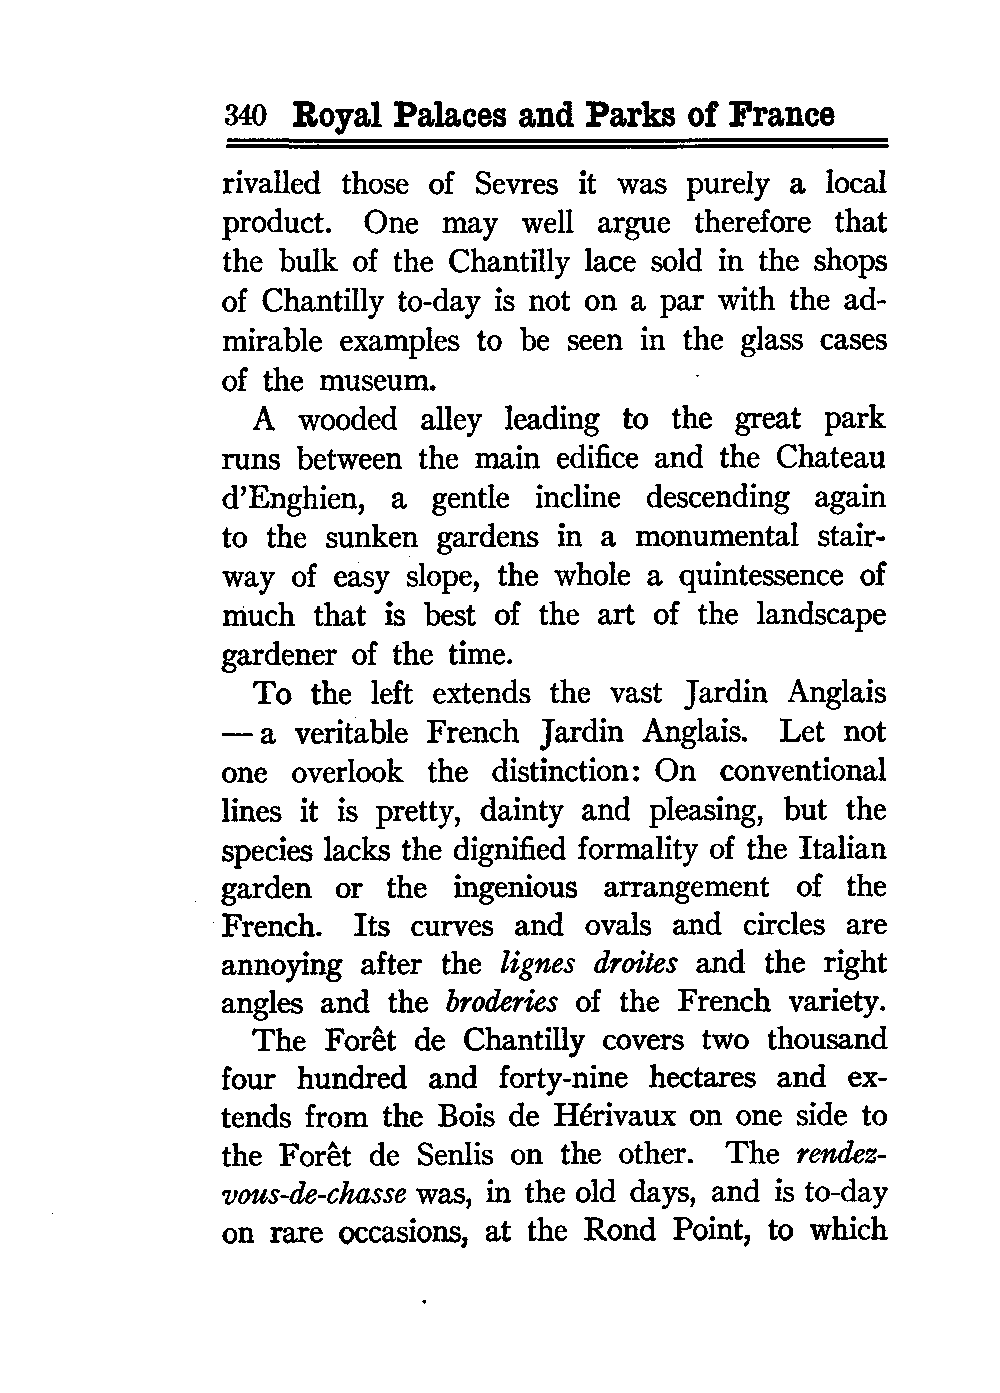 340 Royal Palaces and Parks of France
rivalled those of Sevres it was purely a local
product. One may well argue therefore that
the bulk of the Chantilly lace sold in the shops
of Chantilly to-day is not on a par with the ad-
mirable examples to be seen in the glass cases
of the museum.
A wooded alley leading to the great park
runs between the main edifice and the Chateau
d'Enghien, a gentle incline descending again
to the sunken gardens in a monumental stair-
way of easy slope, the whole a quintessence of
much that is best of the art of the landscape
gardener of the time.
To the left extends the vast Jardin Anglais
— a veritable French Jardin Anglais. Let not
one overlook the distinction: On conventional
lines it is pretty, dainty and pleasing, but the
species lacks the dignified formality of the Italian
garden or the ingenious arrangement of the
French. Its curves and ovals and circles are
annoying after the lignes droites and the right
angles and the broderies of the French variety.
The Forêt de Chantilly covers two thousand
four hundred and forty-nine hectares and ex-
tends from the Bois de Hérivaux on one side to
the Forêt de Senlis on the other. The rendez-
vous-de-chasse was, in the old days, and is to-day
on rare occasions, at the Rond Point, to which